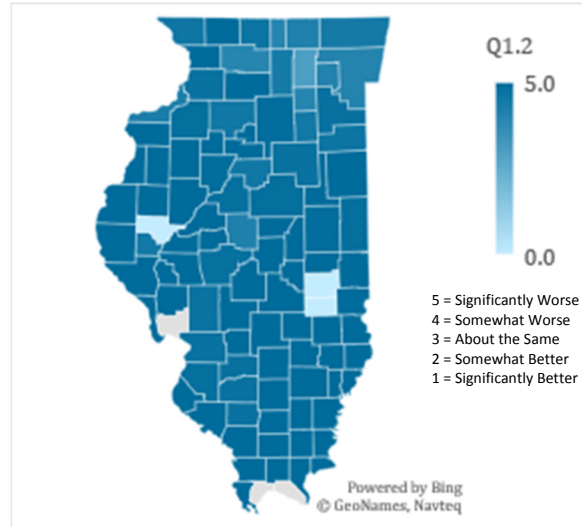 Q1.2
5.0
0.0
5 = Significantly Worse
4 = Somewhat Worse
3 = About the Same
2 = Somewhat Better
1 = Significantly Better
Powered by Bing
© GeoNames, Navteq